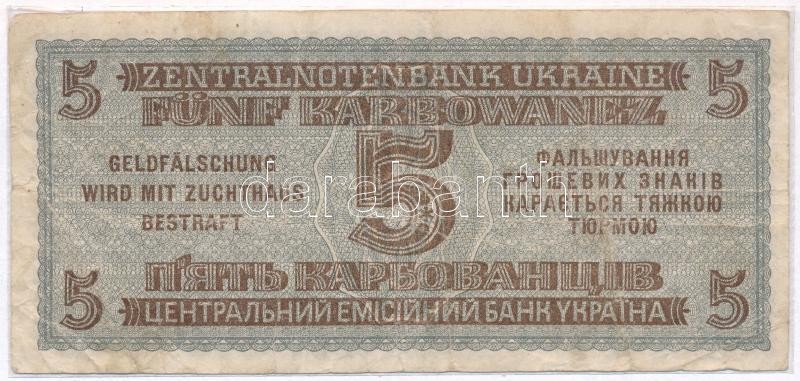 5 ZENTRALNOTENBANK UKRAINE 5
FÜNF KARBOWANEZ
GELDFÄLSCHUNG
WIRD MIT ZUCHTHAUS
BESTRAFT
5
ФАЛЬШУВАННЯ
ГРОШЕВИХ ЗНАКІВ
КАРАЄТЬСЯ ТЯЖКОЮ
ТЮРМОЮ
darabanth
П'ЯТЬ КАРБОВАНЦІВ
5 ЦЕНТРАЛЬНИЙ ЕМІСІЙНИЙ БАНК УКРАЇНА 5